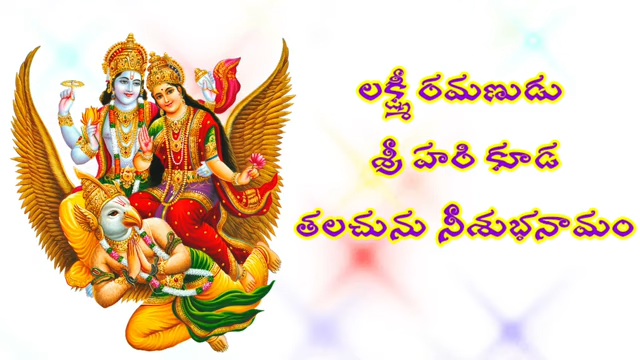 లక్ష్మీ రమణుడు
శ్రీ హరి కూడ
తలచును నీశుభనామం